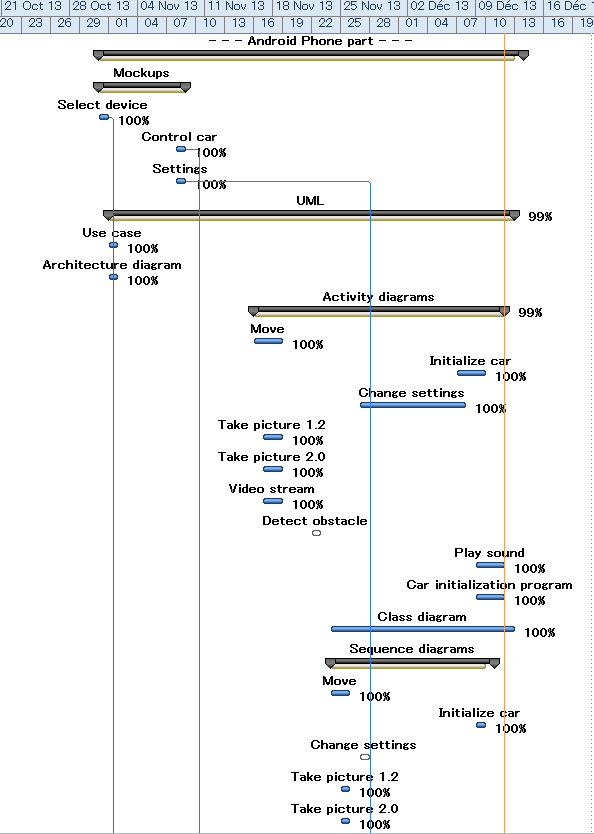 21 Oct 13 28 Oct 13 04 Nov 13 11 Nov 13 18 Nov 13 25 Nov 13 02 Déc 13 09 Déc 13 16 Déc 1
20 23 26 29 01 04 07 10 13 16 19 22 25 28 01 04 07 10 13 16 19
- - - Android Phone part - - -
Mockups
Select device
100%
Control car
100%
Settings
100%
UML
99%
Use case
100%
Architecture diagram
100%
Activity diagrams
99%
Move
100%
Initialize car
100%
Change settings
100%
Take picture 1.2
100%
Take picture 2.0
100%
Video stream
100%
Detect obstacle
Play sound
100%
Car initialization program
100%
Class diagram
100%
Sequence diagrams
Move
100%
Initialize car
100%
Change settings
Take picture 1.2
100%
Take picture 2.0
100%